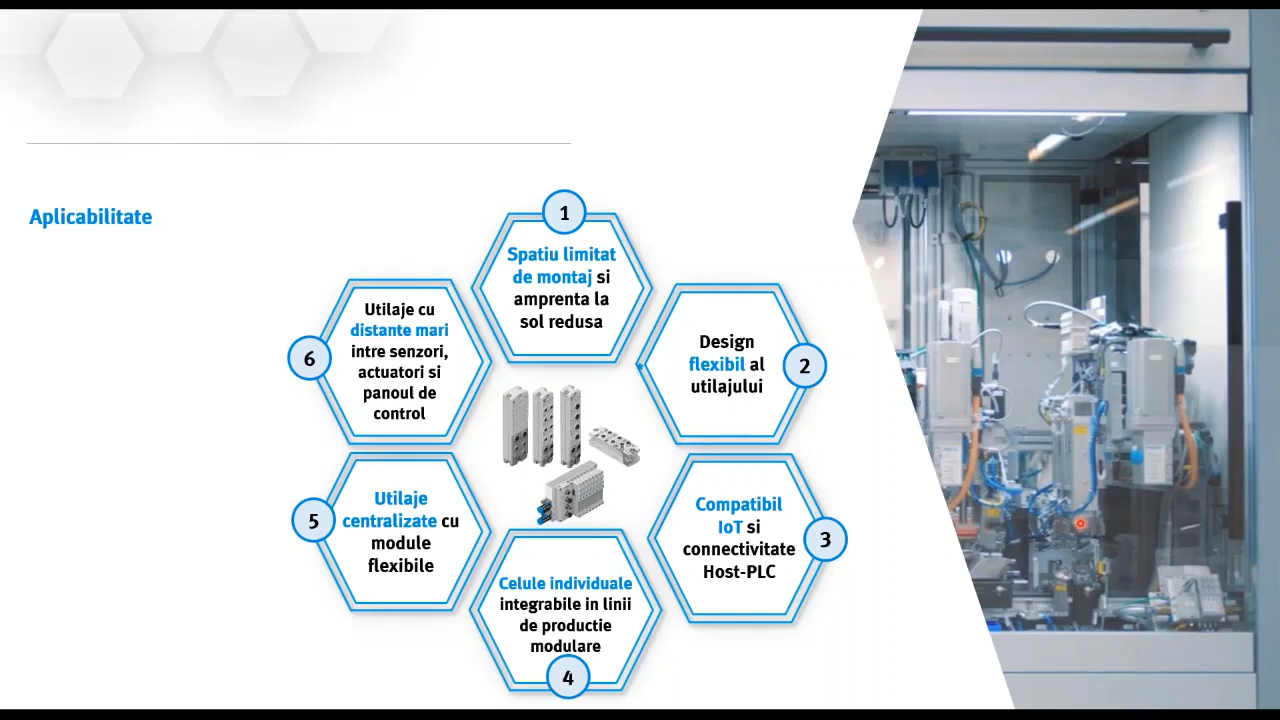 Aplicabilitate
1
Spatiu limitat
de montaj si
amprenta la
sol redusa
Design
flexibil al
utilajului
2
Compatibil
IoT si
connectivitate
Host-PLC
3
Celule individuale
integrabile in linii
de productie
modulare
4
Utilaje
centralizate cu
module
flexibile
5
Utilaje cu
distante mari
intre senzori,
actuatori si
panoul de
control
6